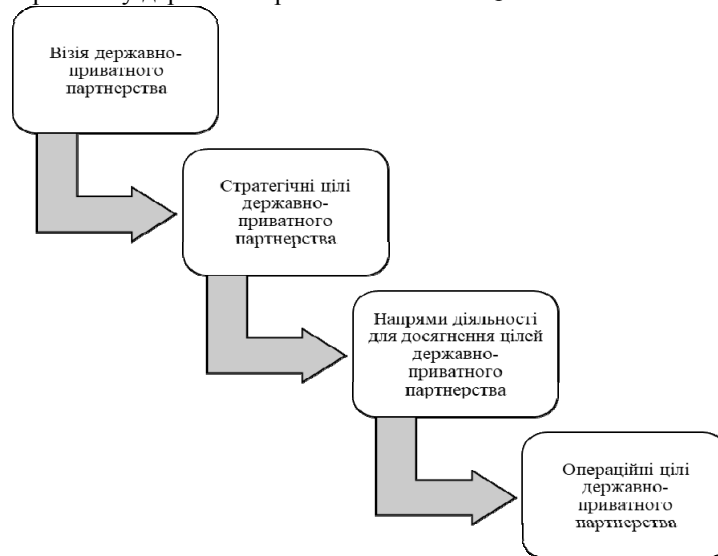 Візія державно-
приватного
партнерства
Стратегічні цілі
державно-
приватного
партнерства
Напрями діяльності
для досягнення цілей
державно-
приватного
партнерства
Операційні цілі
державно-
приватного
партнерства